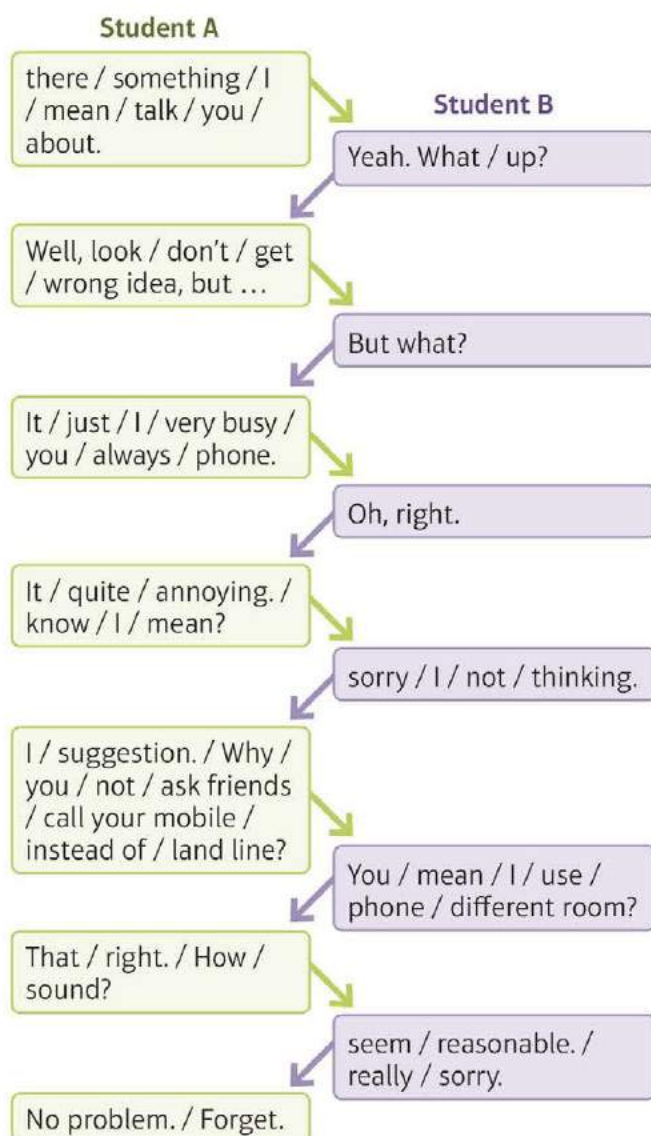 Student A
there / something / I
/ mean / talk / you /
about.
Student B
Yeah. What / up?
Well, look / don't / get
/ wrong idea, but ...
But what?
It / just / I / very busy /
you / always / phone.
Oh, right.
It / quite / annoying. /
know / I / mean?
sorry / I / not / thinking.
I / suggestion. / Why /
you / not / ask friends
/ call your mobile /
instead of / land line?
You / mean / I / use /
phone / different room?
That / right. / How /
sound?
seem / reasonable. /
really / sorry.
No problem. / Forget.